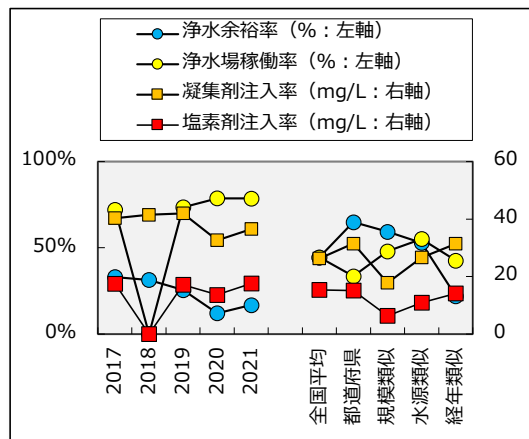 浄水余裕率（%：左軸）
浄水場稼働率（%：左軸）
凝集剤注入率（mg/L：右軸）
塩素剤注入率（mg/L：右軸）
100%
50%
0%
60
40
20
0
2017
2018
2019
2020
2021
全国平均
都道府県
規模類似
水源類似
経年類似